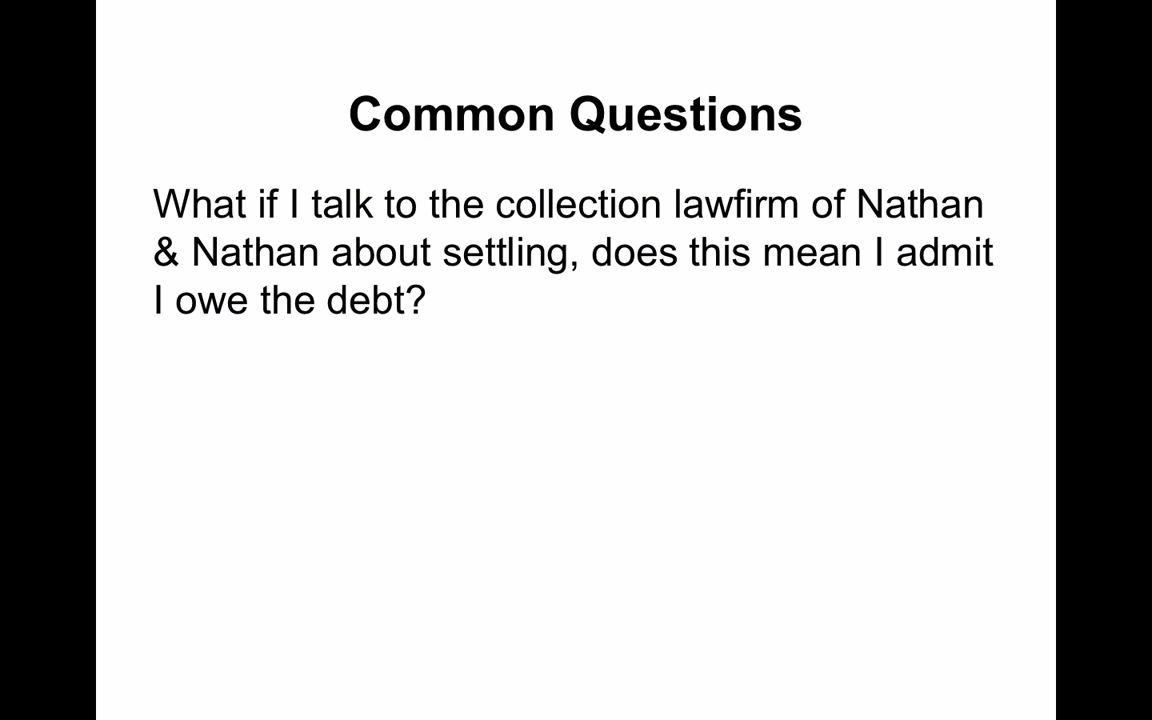 Common Questions
What if I talk to the collection lawfirm of Nathan
& Nathan about settling, does this mean I admit
I owe the debt?